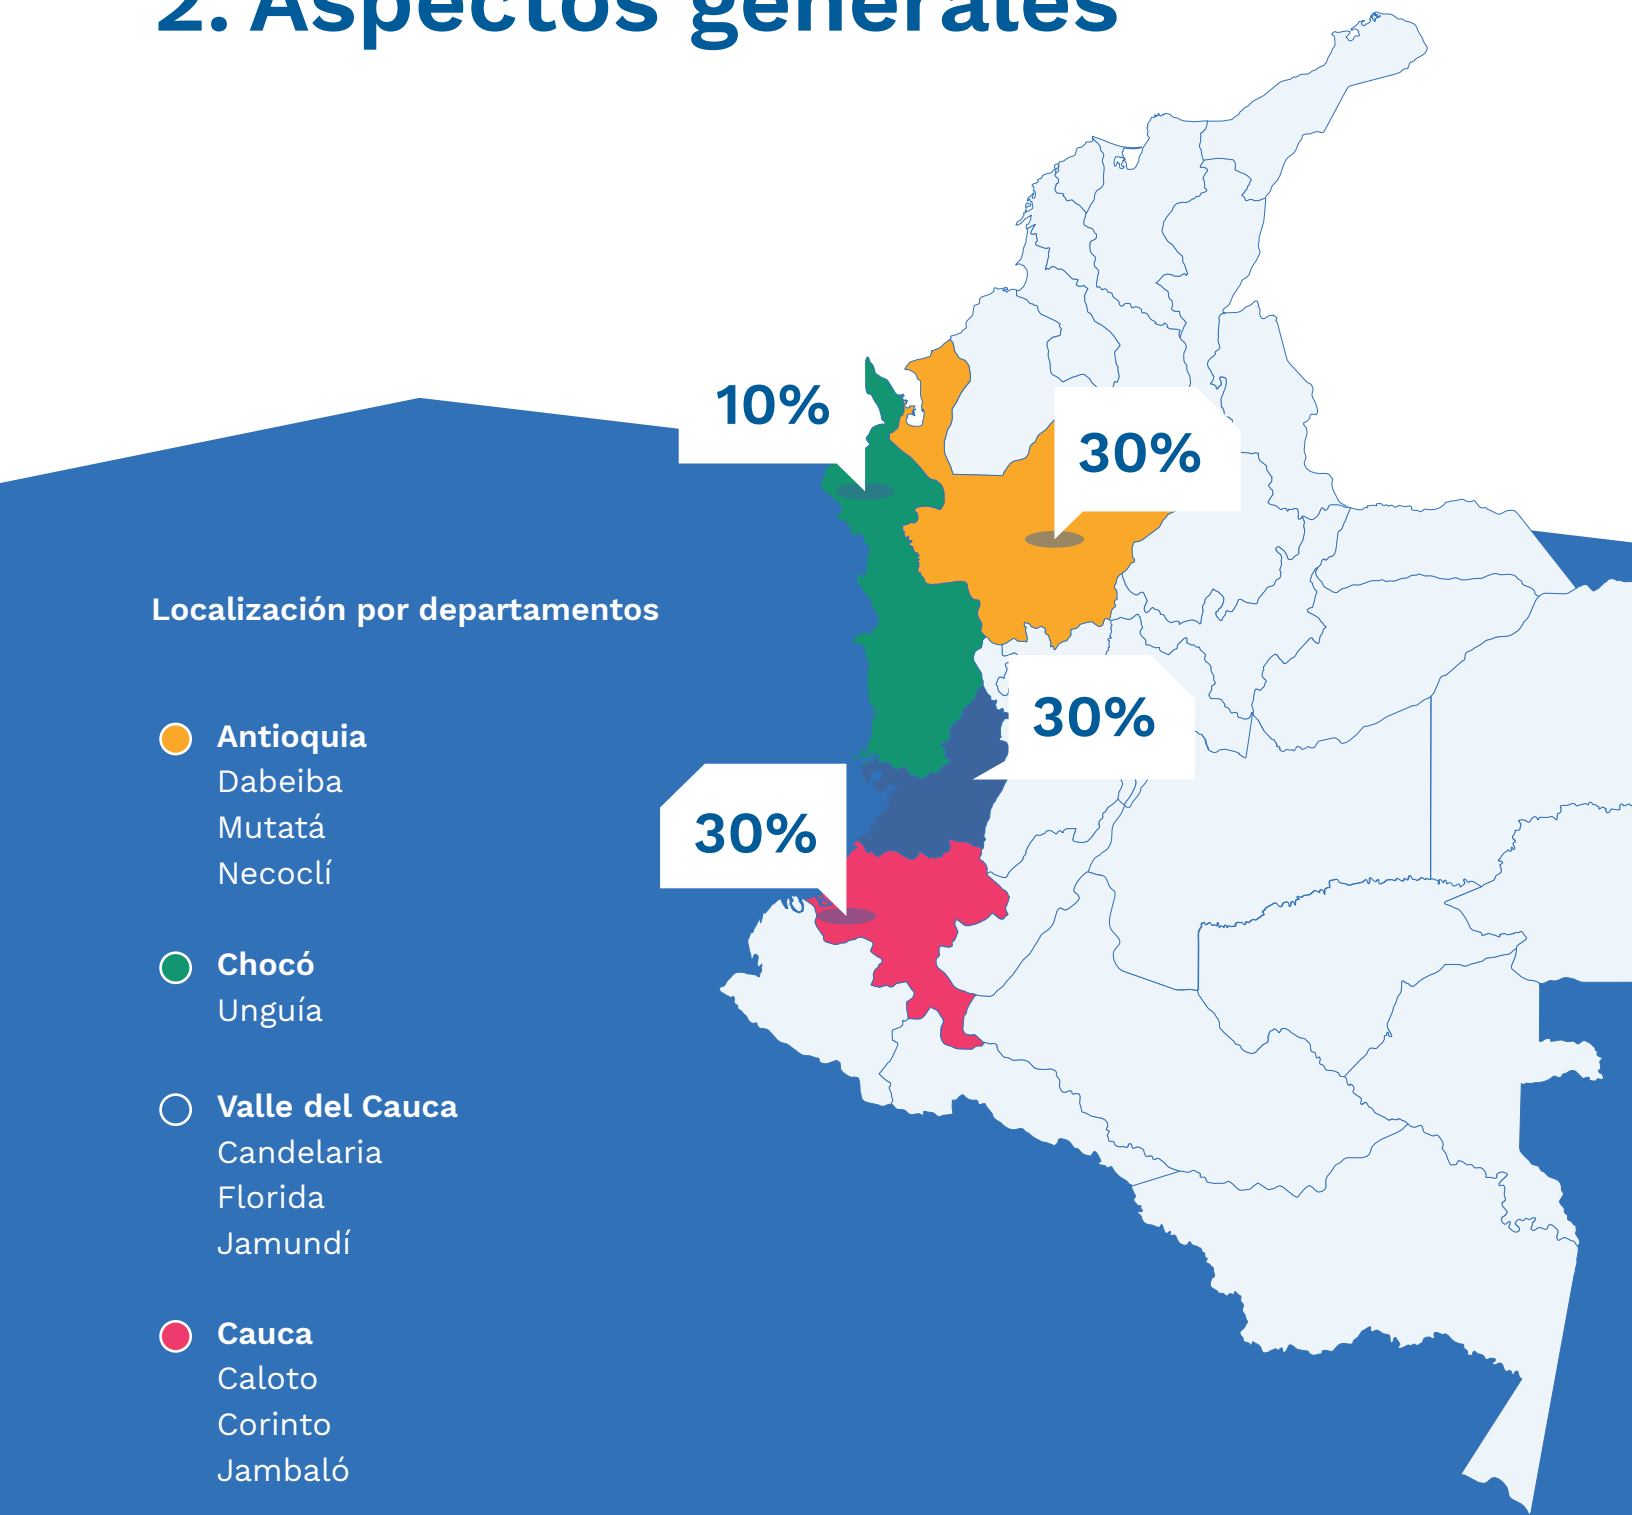 2. Aspectos generales
10%
30%
30%
30%
Localización por departamentos
Antioquia
Dabeiba
Mutatá
Necoclí
Chocó
Unguía
Valle del Cauca
Candelaria
Florida
Jamundí
Cauca
Caloto
Corinto
Jambaló